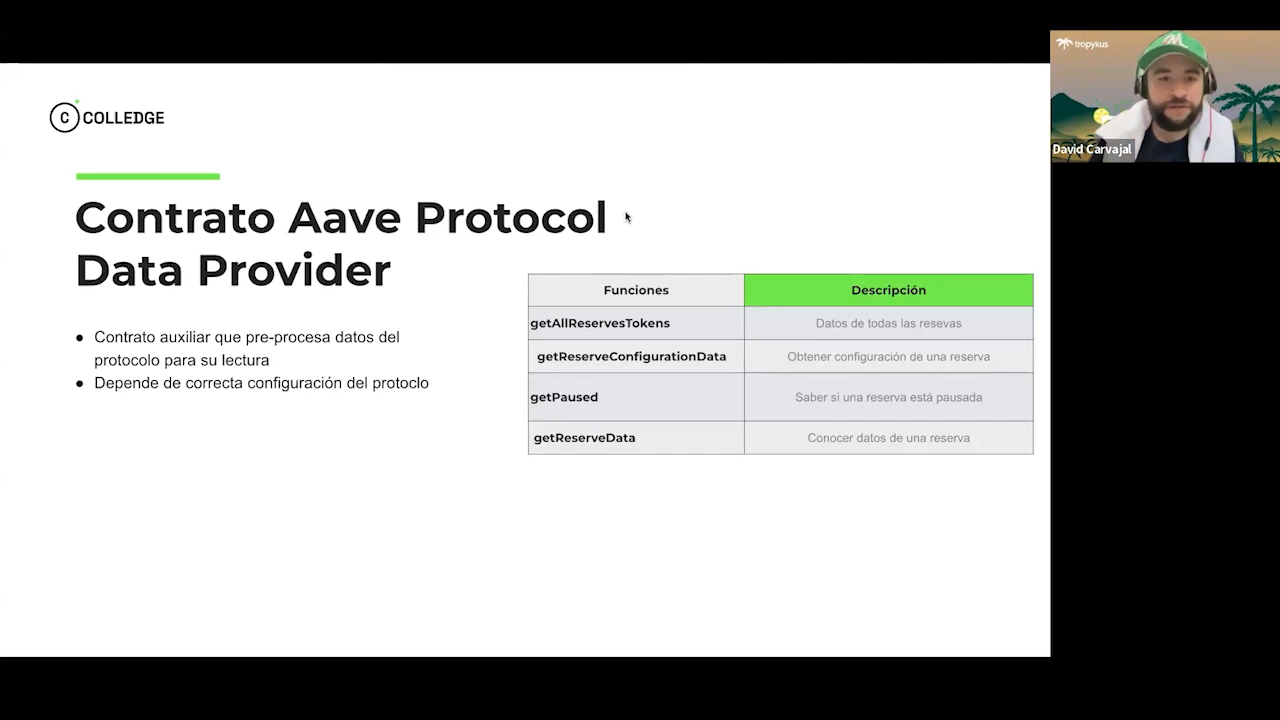 COLLEDGE
Contrato Aave Protocol
Data Provider
Contrato auxiliar que pre-procesa datos del
protocolo para su lectura
Depende de correcta configuración del protoclo
Funciones Descripción
getAllReservesTokens Datos de todas las resevas
getReserveConfigurationData Obtener configuración de una reserva
getPaused Saber si una reserva está pausada
getReserveData Conocer datos de una reserva
tropykus
David Carvajal